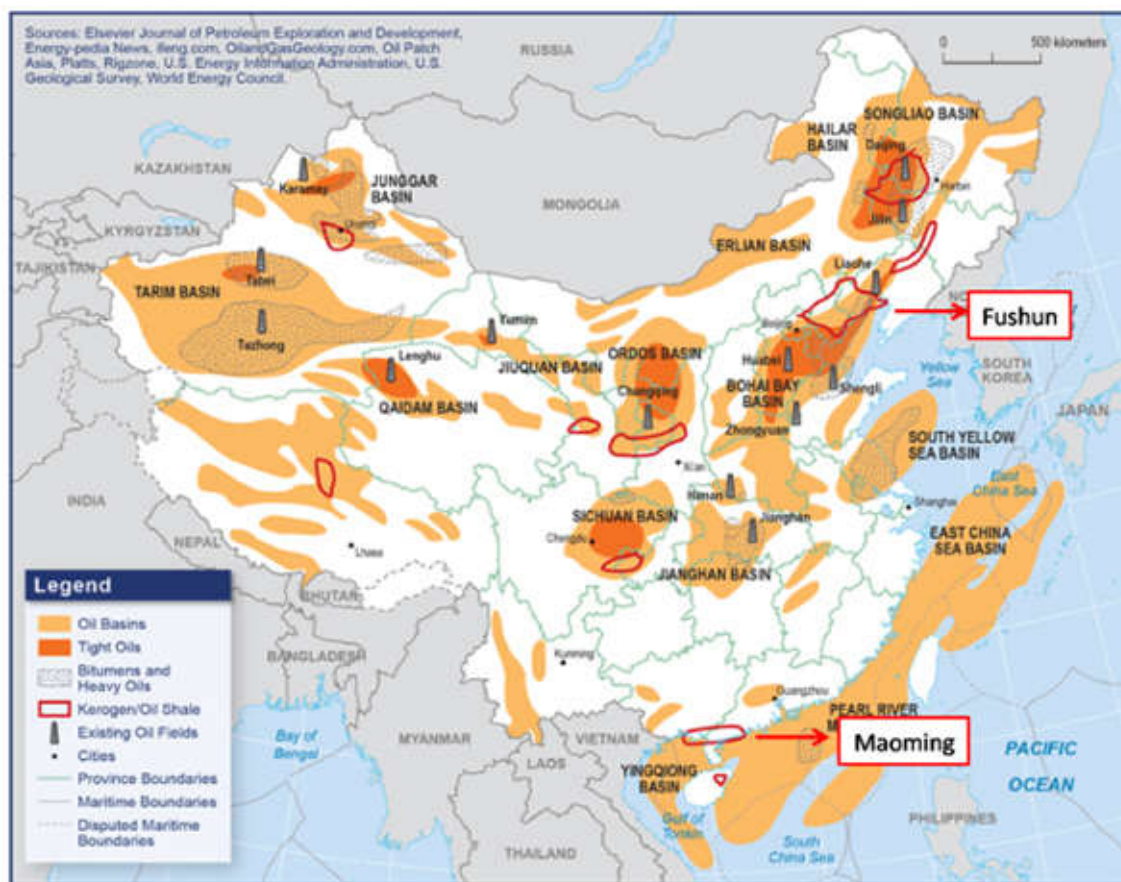 Sources: Elsevier Journal of Petroleum Exploration and Development,
Energy-pedia News, ifeng.com, OilandGasGeology.com, Oil Patch
Asia, Platts, Rigzone, U.S. Energy Information Administration, U.S.
Geological Survey, World Energy Council.
RUSSIA
0 500 kilometers
KAZAKHSTAN
SONGLIAO BASIN
HAILAR
BASIN
Daqing
Karamay
JUNGGAR
BASIN
Harbin
MONGOLIA
KYRGYZSTAN
Jilin
TAJIKISTAN
ERLIAN BASIN
Liaohe
Tabei
TARIM BASIN
Fushun
Yumin
Beijing
Tazhong
Lenghu
ORDOS BASIN
Huabei
JIUQUAN BASIN
Changqing
SOUTH
KOREA
Yellow
Sea
Shengli
BOHAI BAY
BASIN
JAPAN
QAIDAM BASIN
Zhongyuan
SOUTH YELLOW
SEA BASIN
Xi'an
INDIA
Henan
East
China Sea
Shanghai
SICHUAN BASIN
Jianghan
EAST CHINA
SEA BASIN
NEPAL
Chengdu
Lhasa
JIANGHAN BASIN
BHUTAN
Legend
Oil Basins
Tight Oils
Bitumens and
Heavy Oils
Kerogen/Oil Shale
Existing Oil Fields
Cities
Province Boundaries
Maritime Boundaries
Disputed Maritime
Boundaries
BANGLADESH
Kunming
Guangzhou
PEARL RIVER
Maoming
Bay of
Bengal
MYANMAR
VIETNAM
LAOS
YINGQIONG
BASIN
PACIFIC
OCEAN
Gulf of
Tonkin
South
China Sea
PHILIPPINES
THAILAND